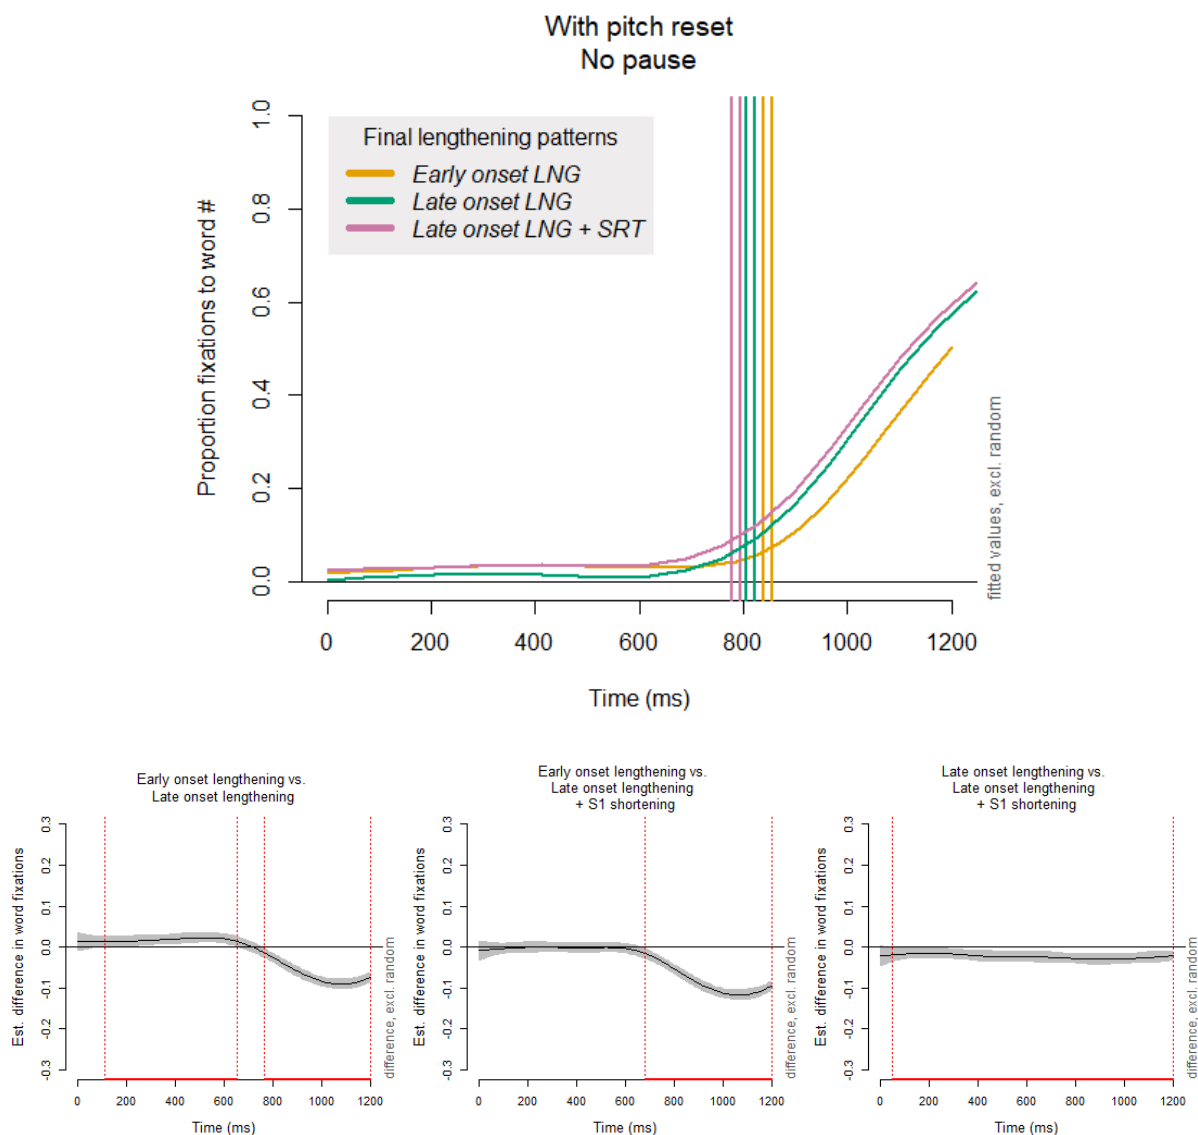 With pitch reset
No pause
Proportion fixations to word #
1.0
0.8
0.6
0.4
0.2
0.0
Final lengthening patterns
Early onset LNG
Late onset LNG
Late onset LNG + SRT
fitted values, excl. random
0 200 400 600 800 1000 1200
Time (ms)
Early onset lengthening vs.
Late onset lengthening
Est. difference in word fixations
0.3
0.2
0.1
0.0
-0.1
-0.2
-0.3
difference, excl. random
0 200 400 600 800 1000 1200
Time (ms)
Early onset lengthening vs.
Late onset lengthening
+ S1 shortening
Est. difference in word fixations
0.3
0.2
0.1
0.0
-0.1
-0.2
-0.3
difference, excl. random
0 200 400 600 800 1000 1200
Time (ms)
Late onset lengthening vs.
Late onset lengthening
+ S1 shortening
Est. difference in word fixations
0.3
0.2
0.1
0.0
-0.1
-0.2
-0.3
difference, excl. random
0 200 400 600 800 1000 1200
Time (ms)